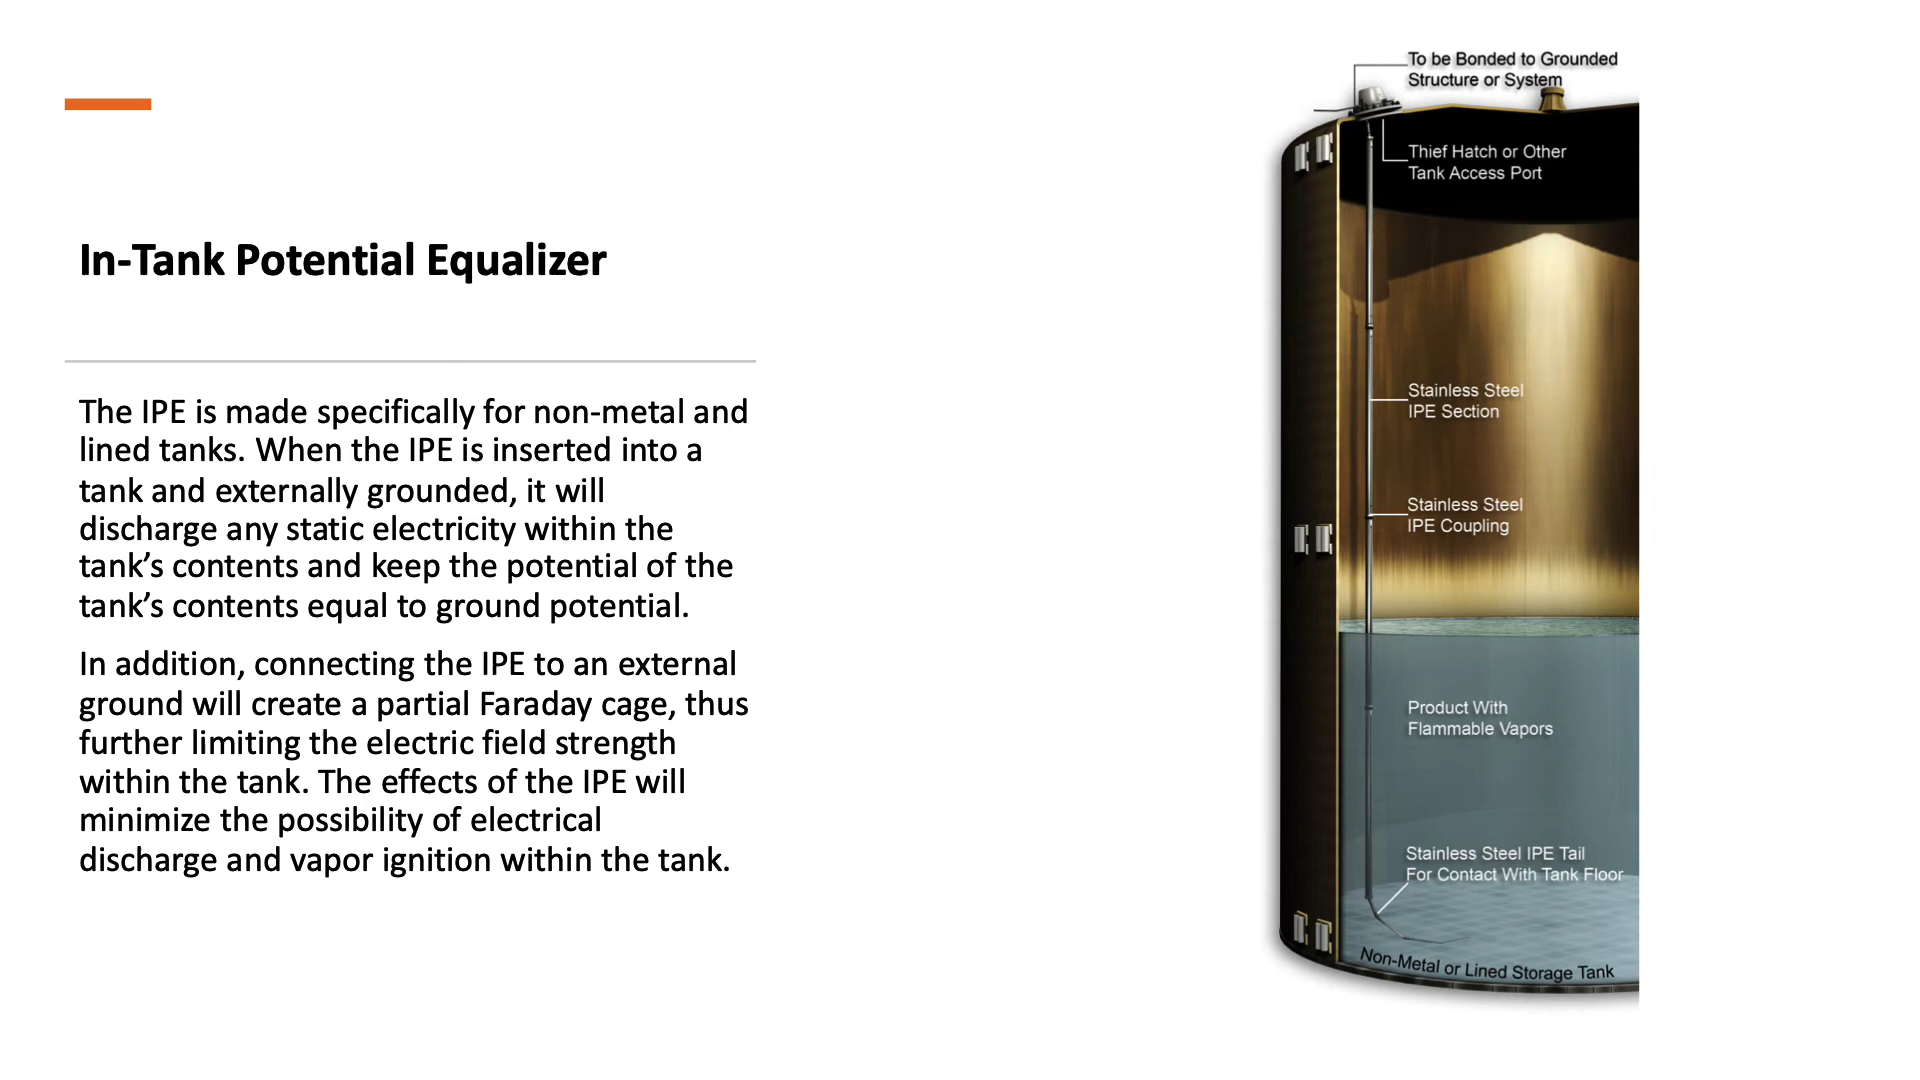 In-Tank Potential Equalizer
The IPE is made specifically for non-metal and
lined tanks. When the IPE is inserted into a
tank and externally grounded, it will
discharge any static electricity within the
tank’s contents and keep the potential of the
tank’s contents equal to ground potential.
In addition, connecting the IPE to an external
ground will create a partial Faraday cage, thus
further limiting the electric field strength
within the tank. The effects of the IPE will
minimize the possibility of electrical
discharge and vapor ignition within the tank.
To be Bonded to Grounded
Structure or System
Thief Hatch or Other
Tank Access Port
Stainless Steel
IPE Section
Stainless Steel
IPE Coupling
Product With
Flammable Vapors
Stainless Steel IPE Tail
For Contact With Tank Floor
Non-Metal or Lined Storage Tank